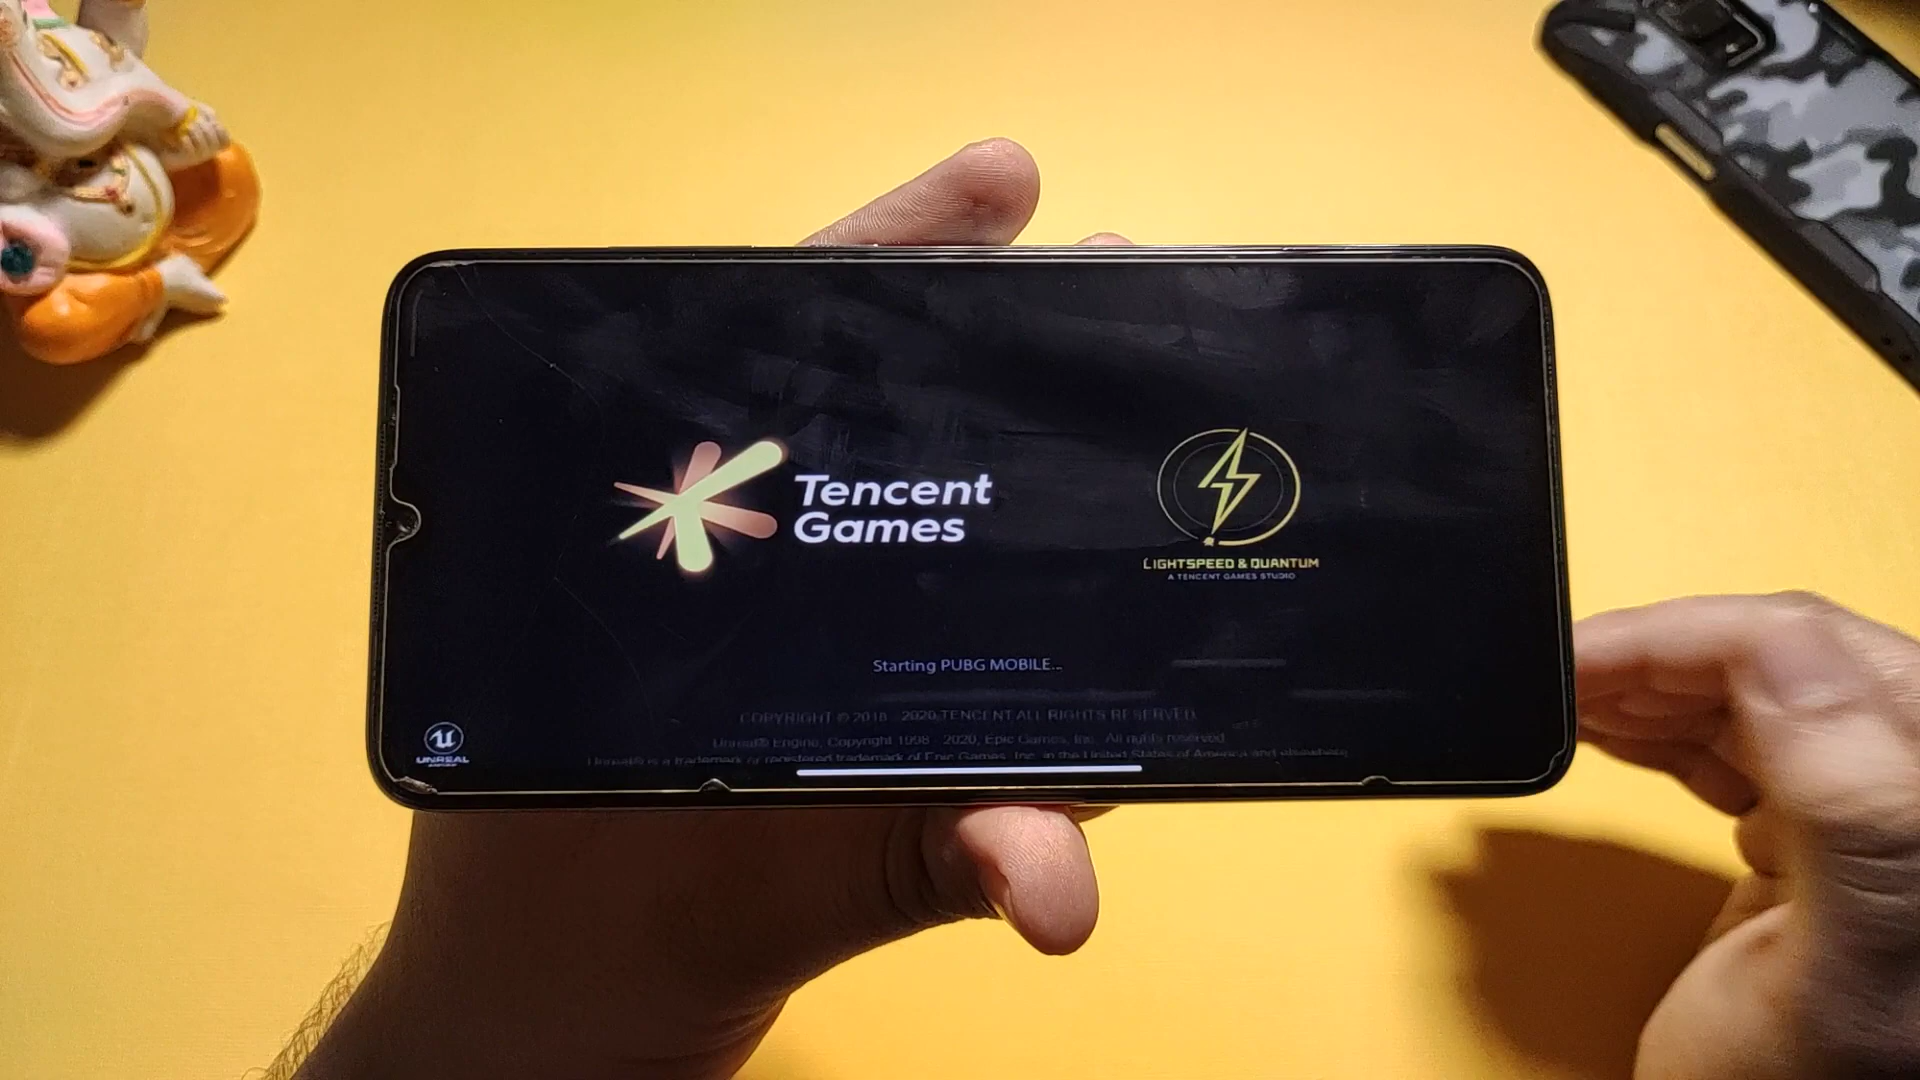 Tencent
Games
LIGHTSPEED & QUANTUM
A TENCENT GAMES STUDIO
Starting PUBG MOBILE...
COPYRIGHT © 2018 - 2020 TENCENT ALL RIGHTS RESERVED.
Unreal® Engine, Copyright 1998 - 2020, Epic Games, Inc. All rights reserved.
Unreal® is a trademark or registered trademark of Epic Games, Inc. in the United States of America and elsewhere.
UNREAL